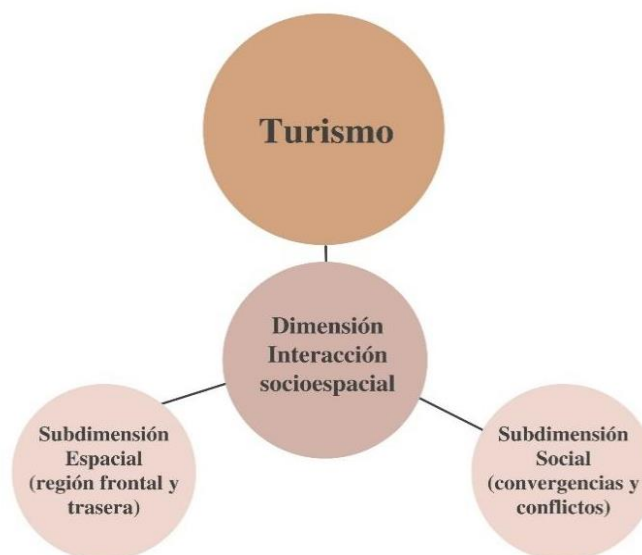 Turismo
Dimensión
Interacción
socioespacial
Subdimensión
Espacial
(región frontal y
trasera)
Subdimensión
Social
(convergencias y
conflictos)